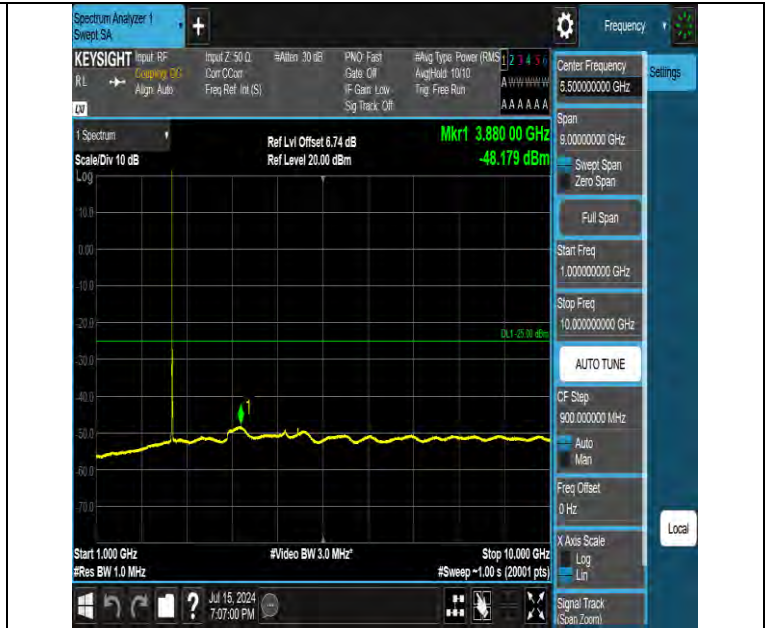 Spectrum Analyzer 1
Swept SA
Frequency
Settings
KEYSIGHT
RL
Input: RF
Coupling: DC
Align: Auto
Input Z: 50 Ω
Corr CCorr
Freq Ref: Int (S)
#Atten: 30 dB
PNO: Fast
Gate: Off
IF Gain: Low
Sig Track: Off
#Avg Type: Power (RMS
Avg|Hold: 10/10
Trig: Free Run
1 2 3 4 5 6
A W W W W W
A A A A A A
1 Spectrum
Scale/Div 10 dB
Log
Ref Lvl Offset 6.74 dB
Ref Level 20.00 dBm
Mkr1 3.880 00 GHz
-48.179 dBm
10.0
0.00
-10.0
-20.0
-30.0
-40.0
-50.0
-60.0
-70.0
DL1 -25.00 dBm
1
Start 1.000 GHz
#Res BW 1.0 MHz
#Video BW 3.0 MHz*
Stop 10.000 GHz
#Sweep ~1.00 s (20001 pts)
Center Frequency
5.500000000 GHz
Span
9.00000000 GHz
Swept Span
Zero Span
Full Span
Start Freq
1.000000000 GHz
Stop Freq
10.000000000 GHz
AUTO TUNE
CF Step
900.000000 MHz
Auto
Man
Freq Offset
0 Hz
X Axis Scale
Log
Lin
Signal Track
(Span Zoom)
Local
?
Jul 15, 2024
7:07:00 PM